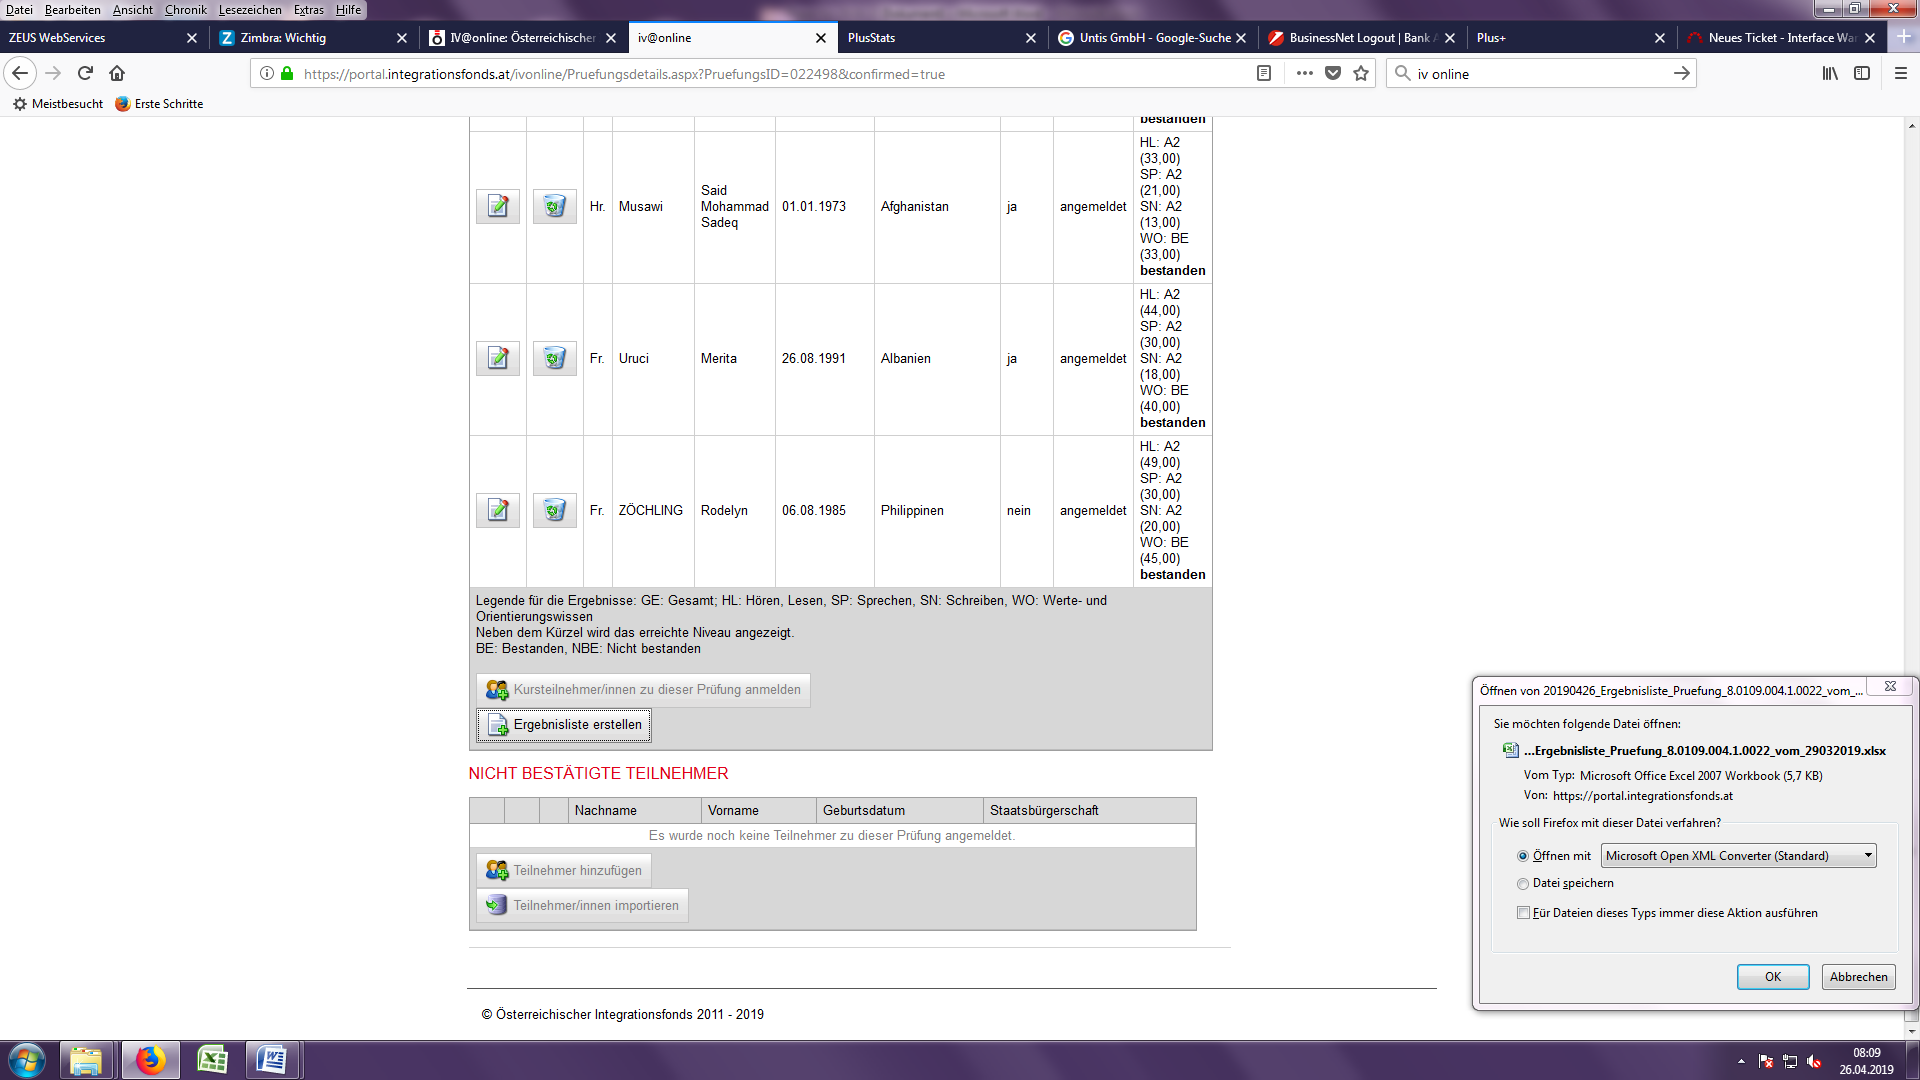 Datei Bearbeiten Ansicht Chronik Lesezeichen Extras Hilfe
ZEUS WebServices
Zimbra: Wichtig
IV@online: Österreichischer
iv@online
PlusStats
Untis GmbH - Google-Suche
BusinessNet Logout | Bank A
Plus+
Neues Ticket - Interface Wa
https://portal.integrationsfonds.at/ivonline/Pruefungsdetails.aspx?PruefungsID=022498&confirmed=true
iv online
Meistbesucht Erste Schritte
bestanden
Hr. Musawi Said Mohammad Sadeq 01.01.1973 Afghanistan ja angemeldet
HL: A2
(33,00)
SP: A2
(21,00)
SN: A2
(13,00)
WO: BE
(33,00)
bestanden
Fr. Uruci Merita 26.08.1991 Albanien ja angemeldet
HL: A2
(44,00)
SP: A2
(30,00)
SN: A2
(18,00)
WO: BE
(40,00)
bestanden
Fr. ZÖCHLING Rodelyn 06.08.1985 Philippinen nein angemeldet
HL: A2
(49,00)
SP: A2
(30,00)
SN: A2
(20,00)
WO: BE
(45,00)
bestanden
Legende für die Ergebnisse: GE: Gesamt; HL: Hören, Lesen, SP: Sprechen, SN: Schreiben, WO: Werte- und
Orientierungswissen
Neben dem Kürzel wird das erreichte Niveau angezeigt.
BE: Bestanden, NBE: Nicht bestanden
Kursteilnehmer/innen zu dieser Prüfung anmelden
Ergebnisliste erstellen
NICHT BESTÄTIGTE TEILNEHMER
Nachname Vorname Geburtsdatum Staatsbürgerschaft
Es wurde noch keine Teilnehmer zu dieser Prüfung angemeldet.
Teilnehmer hinzufügen
Teilnehmer/innen importieren
© Österreichischer Integrationsfonds 2011 - 2019
Öffnen von 20190426_Ergebnisliste_Pruefung_8.0109.004.1.0022_vom_...
Sie möchten folgende Datei öffnen:
...Ergebnisliste_Pruefung_8.0109.004.1.0022_vom_29032019.xlsx
Vom Typ: Microsoft Office Excel 2007 Workbook (5,7 KB)
Von: https://portal.integrationsfonds.at
Wie soll Firefox mit dieser Datei verfahren?
Öffnen mit Microsoft Open XML Converter (Standard)
Datei speichern
Für Dateien dieses Typs immer diese Aktion ausführen
OK Abbrechen
08:09
26.04.2019